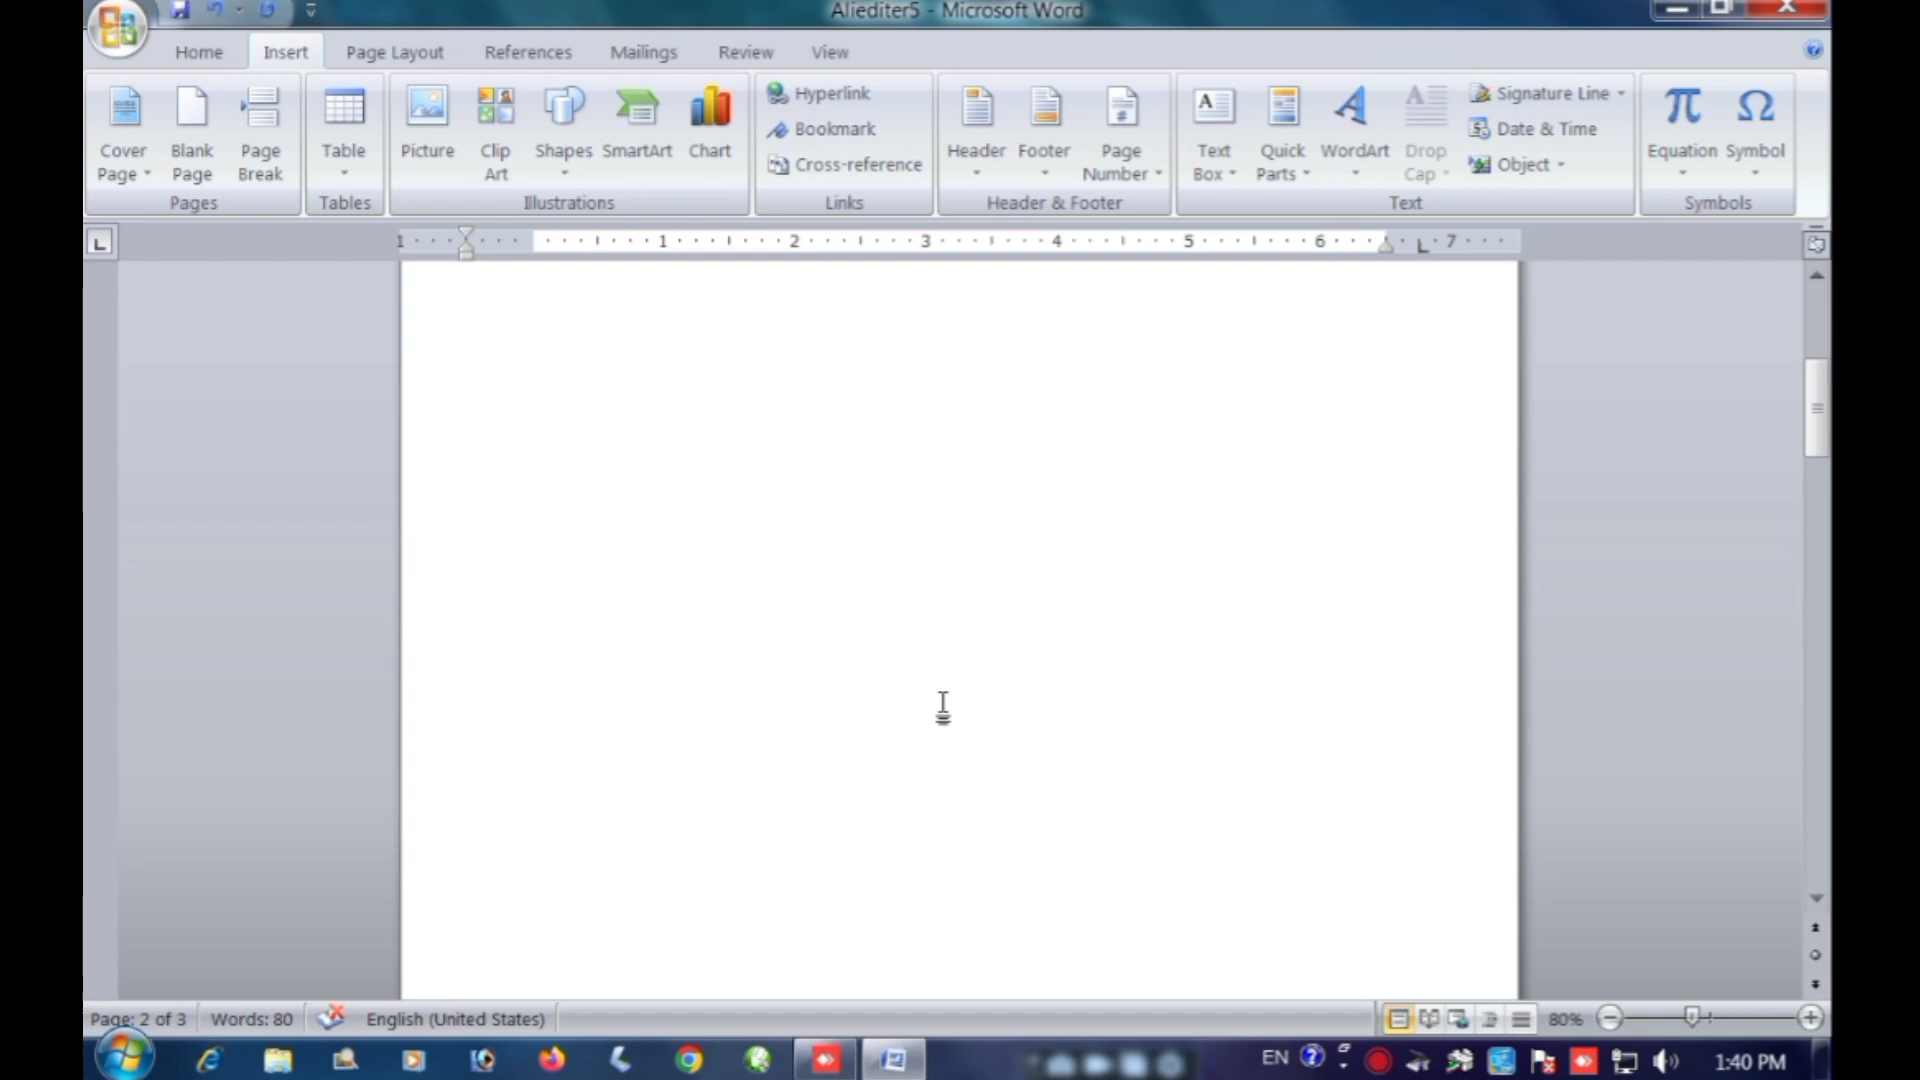 Aliediter5 - Microsoft Word
Home Insert Page Layout References Mailings Review View
Cover Page
Blank Page
Page Break
Pages
Table
Tables
Picture
Clip Art
Shapes
SmartArt
Chart
Illustrations
Hyperlink
Bookmark
Cross-reference
Links
Header
Footer
Page Number
Header & Footer
Text Box
Quick Parts
WordArt
Drop Cap
Signature Line
Date & Time
Object
Text
Equation
Symbol
Symbols
1 1 2 3 4 5 6 7
Page: 2 of 3 Words: 80 English (United States) 80%
EN 1:40 PM